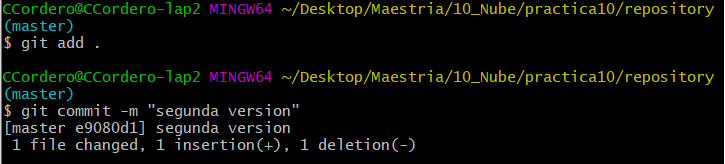 CCordero@CCordero-lap2 MINGW64 ~/Desktop/Maestria/10_Nube/practica10/repository
(master)
$ git add .
CCordero@CCordero-lap2 MINGW64 ~/Desktop/Maestria/10_Nube/practica10/repository
(master)
$ git commit -m "segunda version"
[master e9080d1] segunda version
 1 file changed, 1 insertion(+), 1 deletion(-)